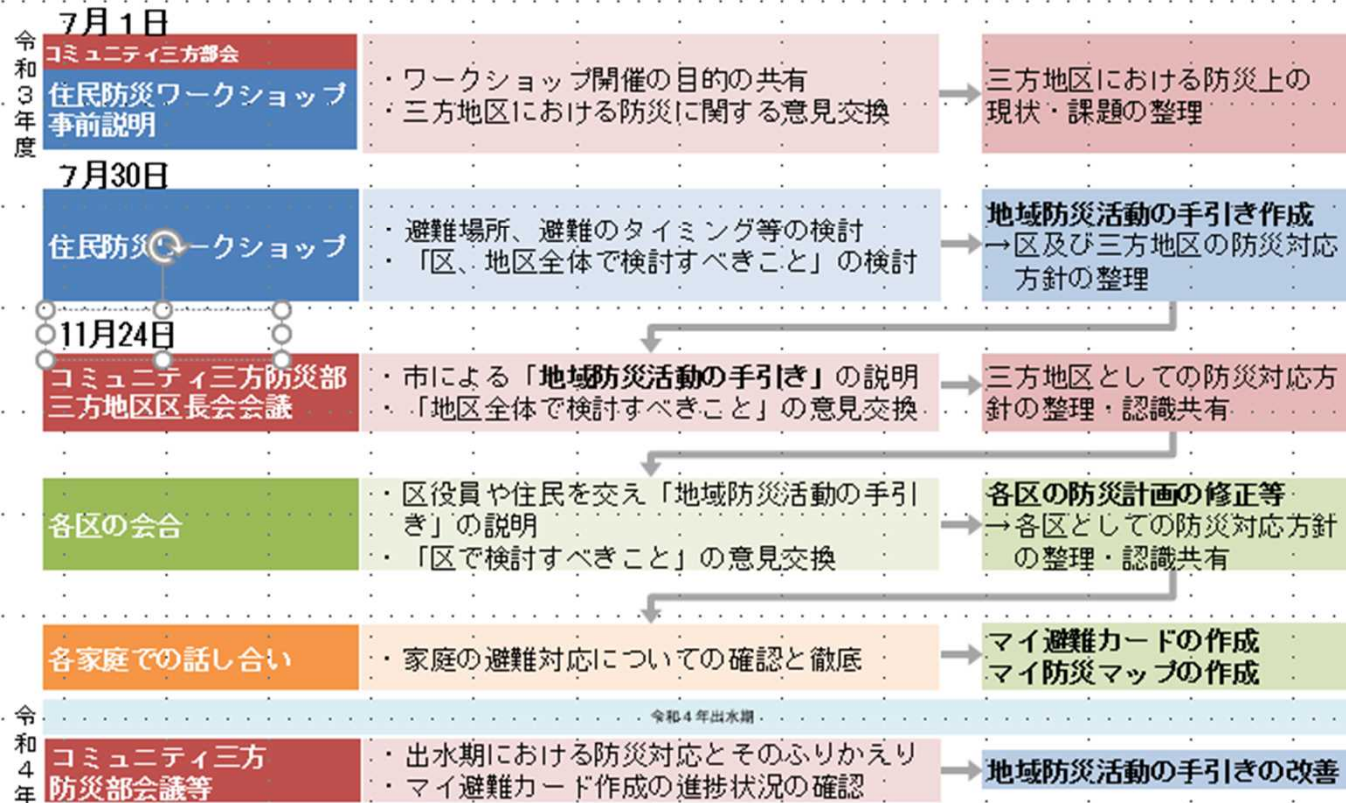 令和3年度
7月1日
コミュニティ三方部会
住民防災ワークショップ
事前説明
・ワークショップ開催の目的の共有
・三方地区における防災に関する意見交換
三方地区における防災上の
現状・課題の整理
7月30日
住民防災ワークショップ
・避難場所、避難のタイミング等の検討
・「区、地区全体で検討すべきこと」の検討
地域防災活動の手引き作成
→区及び三方地区の防災対応
方針の整理
11月24日
コミュニティ三方防災部
三方地区区長会会議
・市による「地域防災活動の手引き」の説明
・「地区全体で検討すべきこと」の意見交換
三方地区としての防災対応方
針の整理・認識共有
各区の会合
・区役員や住民を交え「地域防災活動の手引
き」の説明
・「区で検討すべきこと」の意見交換
各区の防災計画の修正等
→各区としての防災対応方針
の整理・認識共有
各家庭での話し合い
・家庭の避難対応についての確認と徹底
マイ避難カードの作成
マイ防災マップの作成
令和4年出水期
令和4年
コミュニティ三方
防災部会議等
・出水期における防災対応とそのふりかえり
・マイ避難カード作成の進捗状況の確認
地域防災活動の手引きの改善